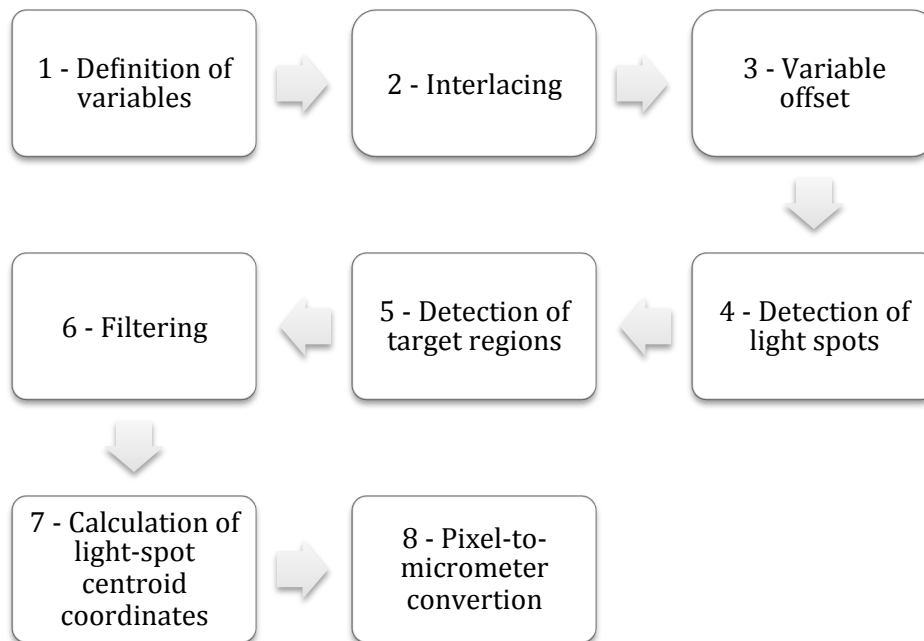 1 - Definition of
variables
2 - Interlacing
3 - Variable
offset
4 - Detection of
light spots
5 - Detection of
target regions
6 - Filtering
7 - Calculation of
light-spot
centroid
coordinates
8 - Pixel-to-
micrometer
convertion